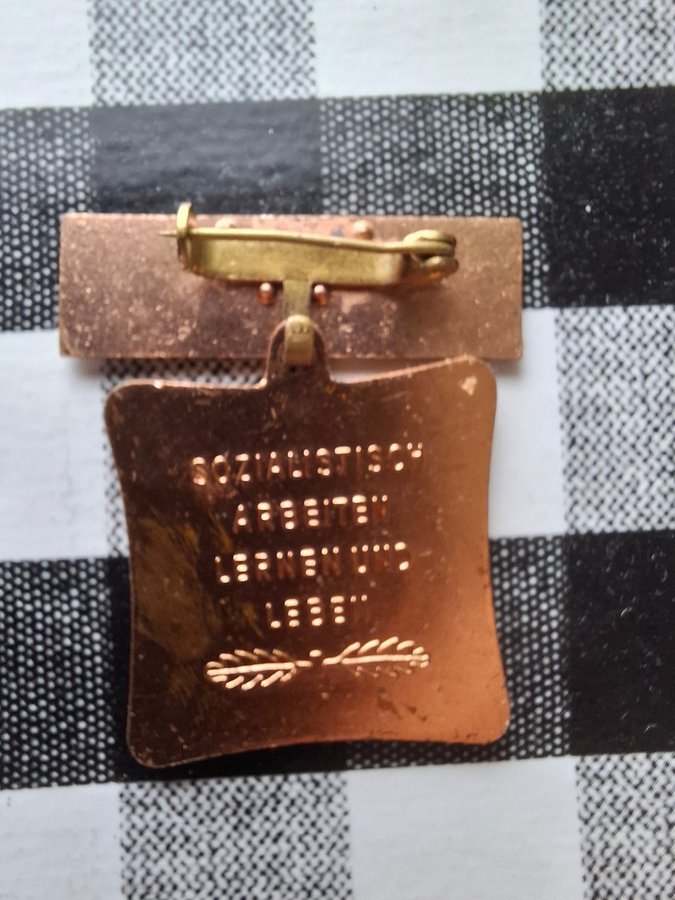 SOZIALISTISCH
ARBEITEN
LERNEN UND
LEBEN